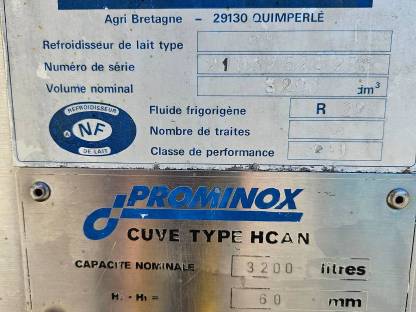 Agri Bretagne - 29130 QUIMPERLÉ
Refroidisseur de lait type
Numéro de série
Volume nominal dm³
Fluide frigorigène R
Nombre de traites
Classe de performance
REFROIDISSEUR
NF
DE LAIT
PROMINOX
CUVE TYPE HCAN
CAPACITE NOMINALE 3200 litres
H. - H₁ = 60 mm